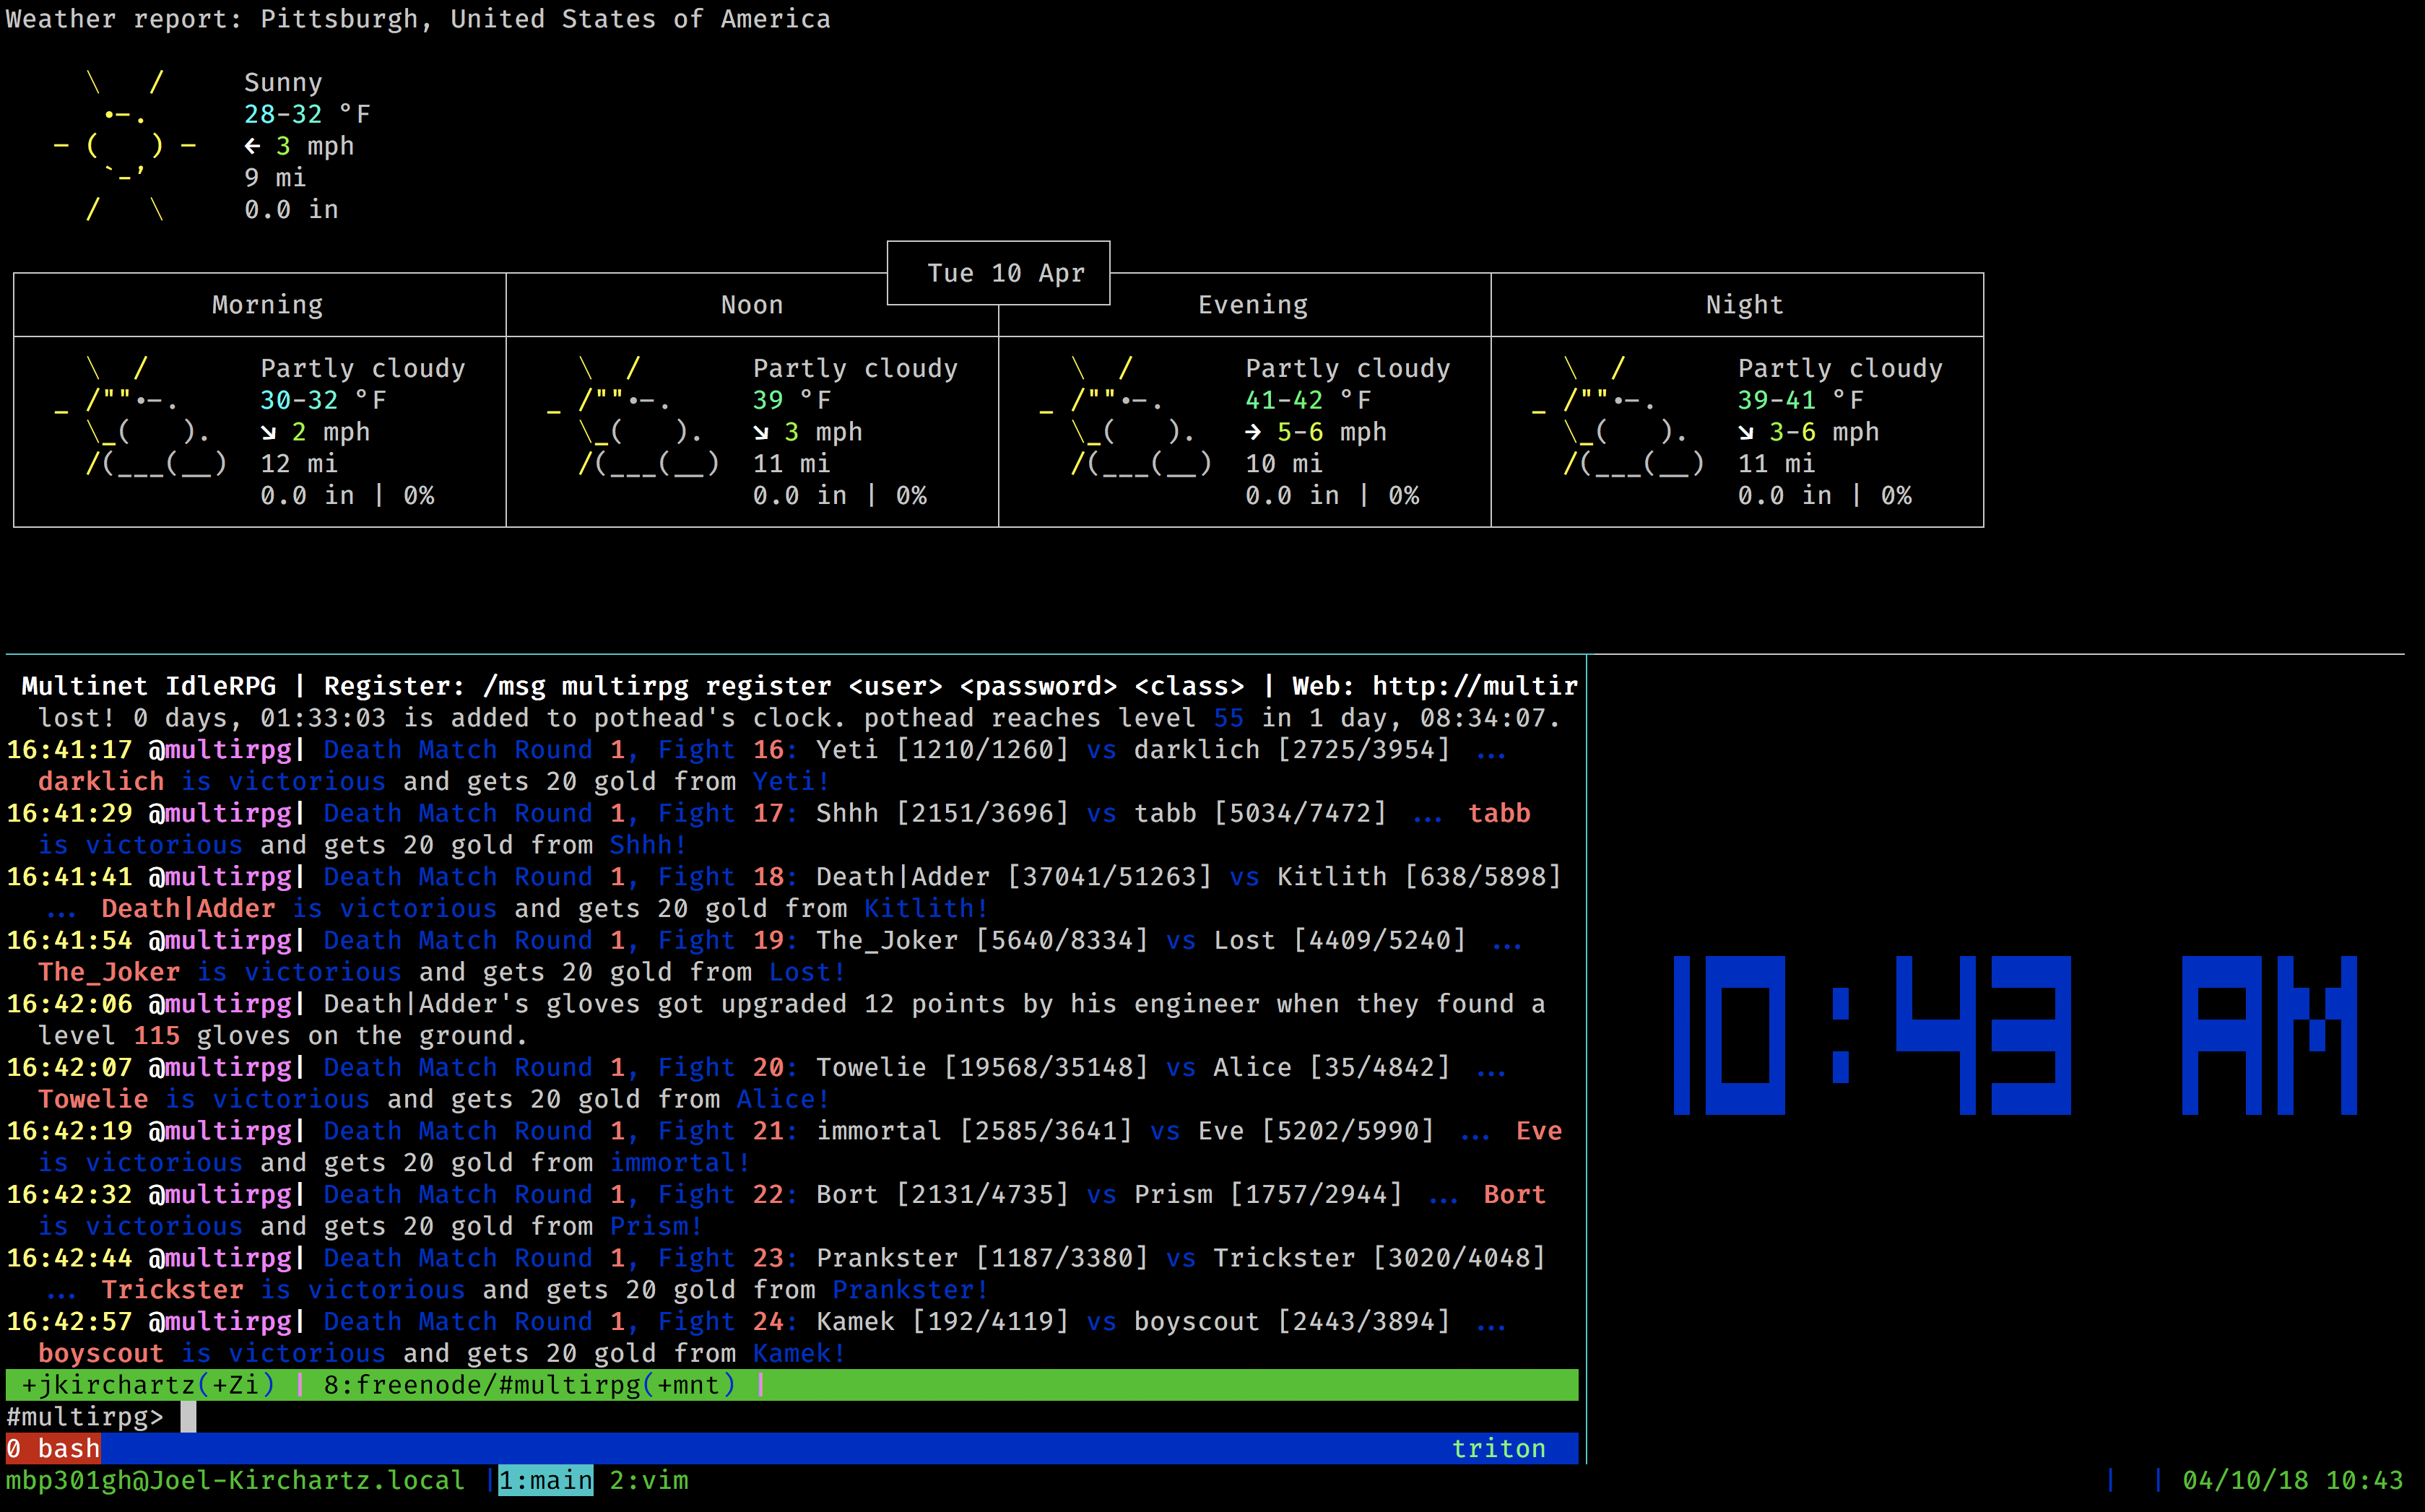 Weather report: Pittsburgh, United States of America
Sunny
28-32 °F
← 3 mph
9 mi
0.0 in
Tue 10 Apr
Morning Noon Evening Night
Partly cloudy Partly cloudy Partly cloudy Partly cloudy
30-32 °F 39 °F 41-42 °F 39-41 °F
↘ 2 mph ↘ 3 mph → 5-6 mph ↘ 3-6 mph
12 mi 11 mi 10 mi 11 mi
0.0 in | 0% 0.0 in | 0% 0.0 in | 0% 0.0 in | 0%
Multinet IdleRPG | Register: /msg multirpg register <user> <password> <class> | Web: http://multir
lost! 0 days, 01:33:03 is added to pothead's clock. pothead reaches level 55 in 1 day, 08:34:07.
16:41:17 @multirpg| Death Match Round 1, Fight 16: Yeti [1210/1260] vs darklich [2725/3954] ...
darklich is victorious and gets 20 gold from Yeti!
16:41:29 @multirpg| Death Match Round 1, Fight 17: Shhh [2151/3696] vs tabb [5034/7472] ... tabb
is victorious and gets 20 gold from Shhh!
16:41:41 @multirpg| Death Match Round 1, Fight 18: Death|Adder [37041/51263] vs Kitlith [638/5898]
... Death|Adder is victorious and gets 20 gold from Kitlith!
16:41:54 @multirpg| Death Match Round 1, Fight 19: The_Joker [5640/8334] vs Lost [4409/5240] ...
The_Joker is victorious and gets 20 gold from Lost!
16:42:06 @multirpg| Death|Adder's gloves got upgraded 12 points by his engineer when they found a
level 115 gloves on the ground.
16:42:07 @multirpg| Death Match Round 1, Fight 20: Towelie [19568/35148] vs Alice [35/4842] ...
Towelie is victorious and gets 20 gold from Alice!
16:42:19 @multirpg| Death Match Round 1, Fight 21: immortal [2585/3641] vs Eve [5202/5990] ... Eve
is victorious and gets 20 gold from immortal!
16:42:32 @multirpg| Death Match Round 1, Fight 22: Bort [2131/4735] vs Prism [1757/2944] ... Bort
is victorious and gets 20 gold from Prism!
16:42:44 @multirpg| Death Match Round 1, Fight 23: Prankster [1187/3380] vs Trickster [3020/4048]
... Trickster is victorious and gets 20 gold from Prankster!
16:42:57 @multirpg| Death Match Round 1, Fight 24: Kamek [192/4119] vs boyscout [2443/3894] ...
boyscout is victorious and gets 20 gold from Kamek!
+jkirchartz(+Zi) | 8:freenode/#multirpg(+mnt) |
#multirpg>
0 bash triton
10:43 AM
mbp301gh@Joel-Kirchartz.local |1:main 2:vim | | 04/10/18 10:43